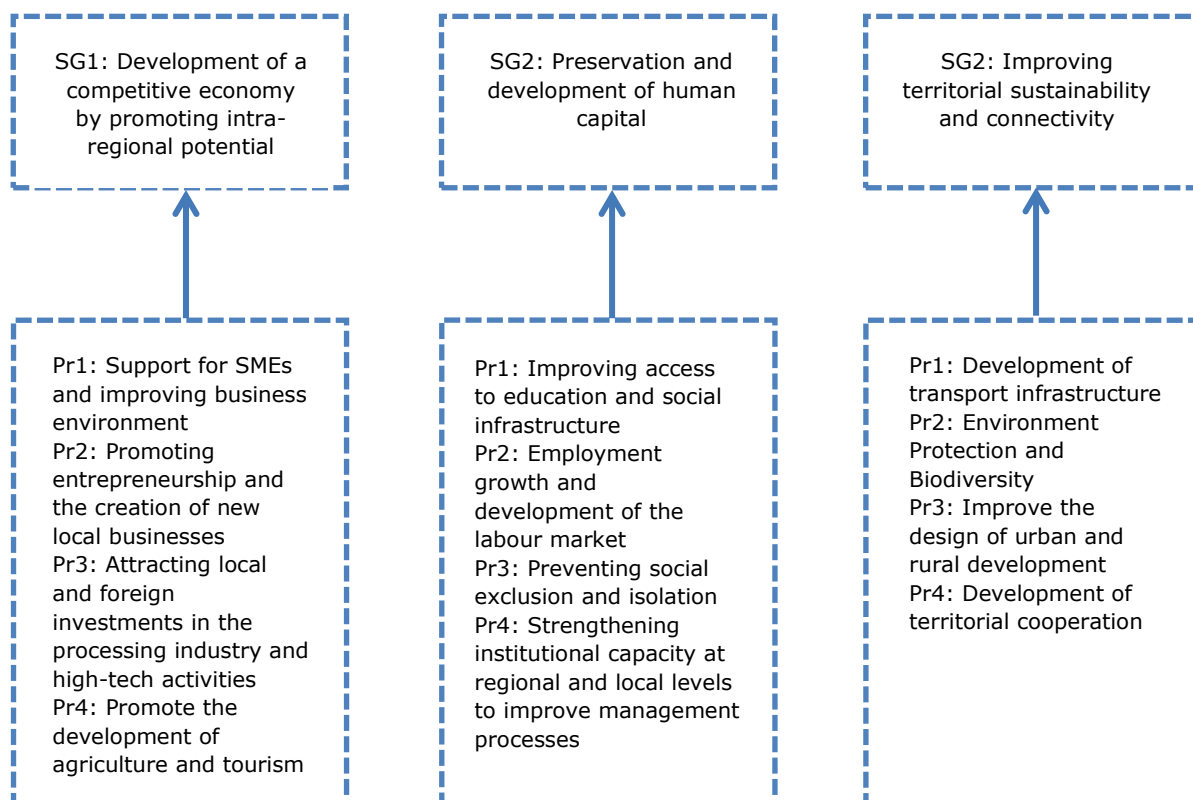 SG1: Development of a
competitive economy
by promoting intra-
regional potential
SG2: Preservation and
development of human
capital
SG2: Improving
territorial sustainability
and connectivity
Pr1: Support for SMEs
and improving business
environment
Pr2: Promoting
entrepreneurship and
the creation of new
local businesses
Pr3: Attracting local
and foreign
investments in the
processing industry and
high-tech activities
Pr4: Promote the
development of
agriculture and tourism
Pr1: Improving access
to education and social
infrastructure
Pr2: Employment
growth and
development of the
labour market
Pr3: Preventing social
exclusion and isolation
Pr4: Strengthening
institutional capacity at
regional and local levels
to improve management
processes
Pr1: Development of
transport infrastructure
Pr2: Environment
Protection and
Biodiversity
Pr3: Improve the
design of urban and
rural development
Pr4: Development of
territorial cooperation